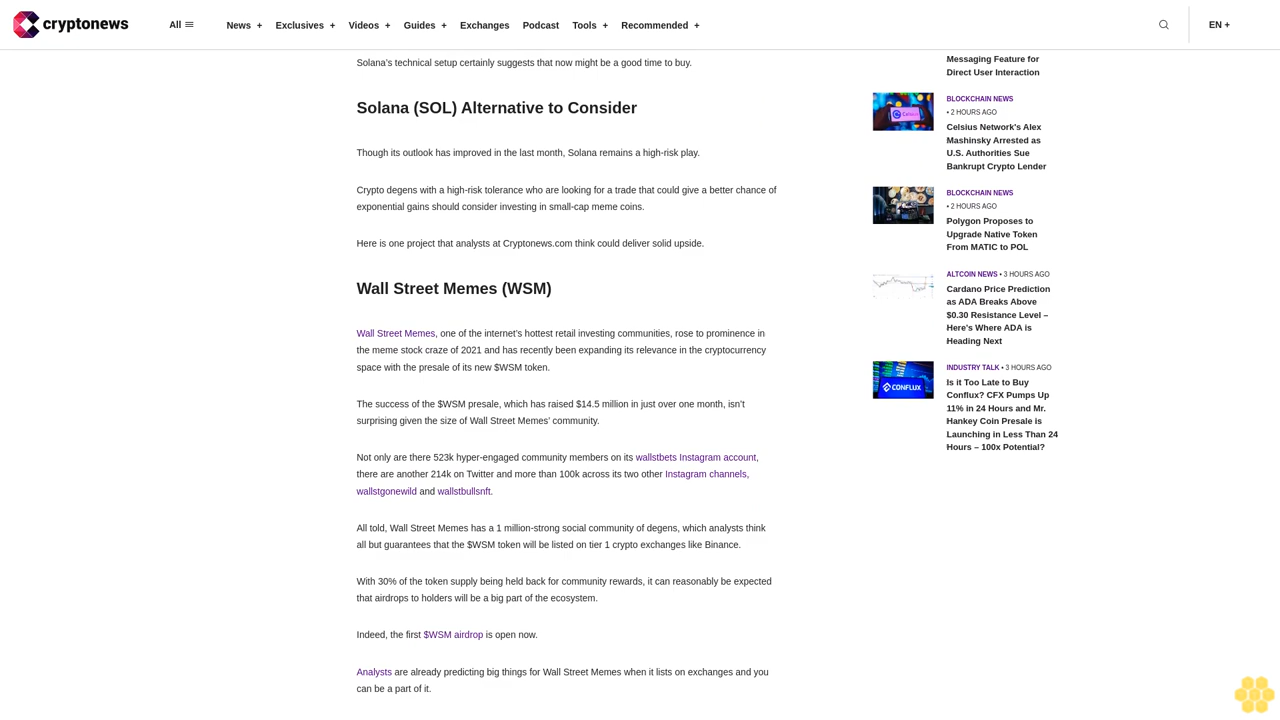 cryptonews
All
News +
Exclusives +
Videos +
Guides +
Exchanges
Podcast
Tools +
Recommended +
EN +
Solana’s technical setup certainly suggests that now might be a good time to buy.
Solana (SOL) Alternative to Consider
Though its outlook has improved in the last month, Solana remains a high-risk play.
Crypto degens with a high-risk tolerance who are looking for a trade that could give a better chance of
exponential gains should consider investing in small-cap meme coins.
Here is one project that analysts at Cryptonews.com think could deliver solid upside.
Wall Street Memes (WSM)
Wall Street Memes, one of the internet’s hottest retail investing communities, rose to prominence in
the meme stock craze of 2021 and has recently been expanding its relevance in the cryptocurrency
space with the presale of its new $WSM token.
The success of the $WSM presale, which has raised $14.5 million in just over one month, isn’t
surprising given the size of Wall Street Memes’ community.
Not only are there 523k hyper-engaged community members on its wallstbets Instagram account,
there are another 214k on Twitter and more than 100k across its two other Instagram channels,
wallstgonewild and wallstbullsnft.
All told, Wall Street Memes has a 1 million-strong social community of degens, which analysts think
all but guarantees that the $WSM token will be listed on tier 1 crypto exchanges like Binance.
With 30% of the token supply being held back for community rewards, it can reasonably be expected
that airdrops to holders will be a big part of the ecosystem.
Indeed, the first $WSM airdrop is open now.
Analysts are already predicting big things for Wall Street Memes when it lists on exchanges and you
can be a part of it.
Messaging Feature for
Direct User Interaction
BLOCKCHAIN NEWS
• 2 HOURS AGO
Celsius Network's Alex
Mashinsky Arrested as
U.S. Authorities Sue
Bankrupt Crypto Lender
BLOCKCHAIN NEWS
• 2 HOURS AGO
Polygon Proposes to
Upgrade Native Token
From MATIC to POL
ALTCOIN NEWS • 3 HOURS AGO
Cardano Price Prediction
as ADA Breaks Above
$0.30 Resistance Level –
Here's Where ADA is
Heading Next
CONFLUX
INDUSTRY TALK • 3 HOURS AGO
Is it Too Late to Buy
Conflux? CFX Pumps Up
11% in 24 Hours and Mr.
Hankey Coin Presale is
Launching in Less Than 24
Hours – 100x Potential?